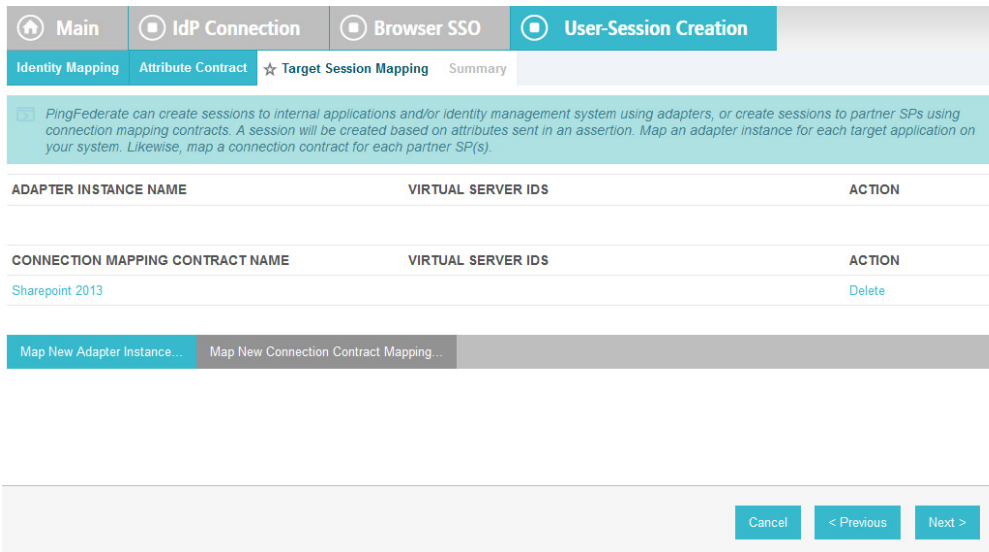 Main IdP Connection Browser SSO User-Session Creation
Identity Mapping Attribute Contract Target Session Mapping Summary
PingFederate can create sessions to internal applications and/or identity management system using adapters, or create sessions to partner SPs using
connection mapping contracts. A session will be created based on attributes sent in an assertion. Map an adapter instance for each target application on
your system. Likewise, map a connection contract for each partner SP(s).
ADAPTER INSTANCE NAME VIRTUAL SERVER IDS ACTION
CONNECTION MAPPING CONTRACT NAME VIRTUAL SERVER IDS ACTION
Sharepoint 2013 Delete
Map New Adapter Instance... Map New Connection Contract Mapping...
Cancel < Previous Next >